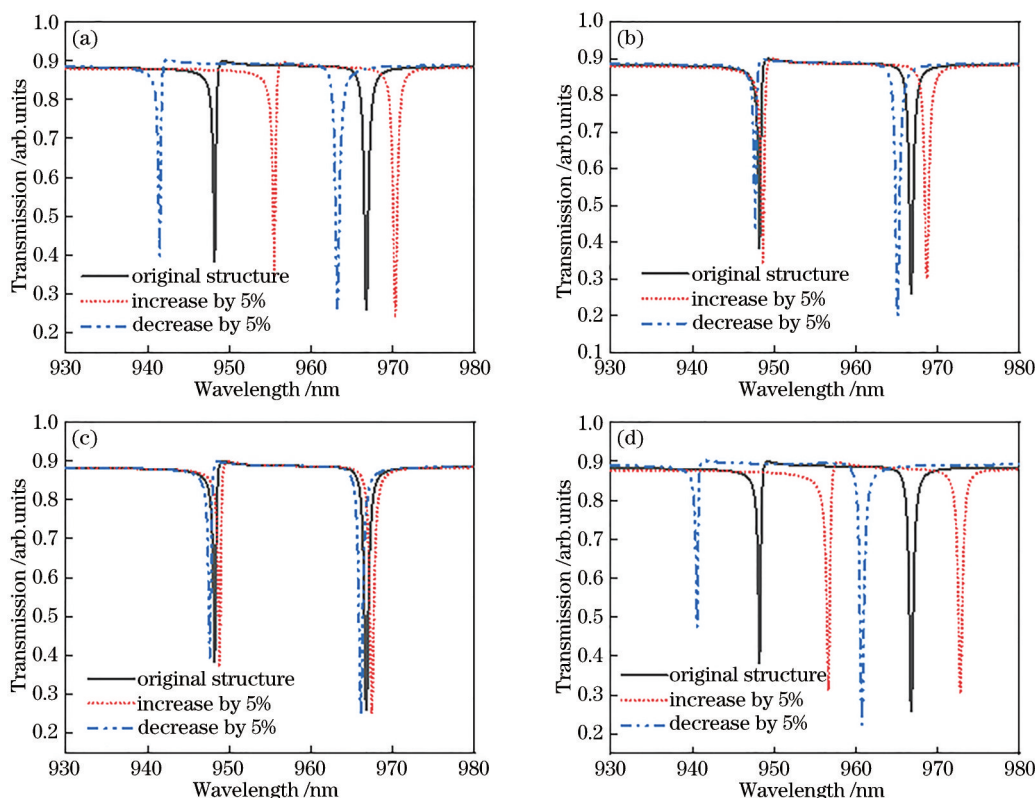 (a)
1.0
0.9
0.8
0.7
0.6
0.5
0.4
0.3
0.2
Transmission /arb.units
original structure
increase by 5%
decrease by 5%
930 940 950 960 970 980
Wavelength /nm
(b)
1.0
0.9
0.8
0.7
0.6
0.5
0.4
0.3
0.2
0.1
Transmission /arb.units
original structure
increase by 5%
decrease by 5%
930 940 950 960 970 980
Wavelength /nm
(c)
1.0
0.9
0.8
0.7
0.6
0.5
0.4
0.3
0.2
Transmission /arb.units
original structure
increase by 5%
decrease by 5%
930 940 950 960 970 980
Wavelength /nm
(d)
1.0
0.9
0.8
0.7
0.6
0.5
0.4
0.3
0.2
Transmission /arb.units
original structure
increase by 5%
decrease by 5%
930 940 950 960 970 980
Wavelength /nm